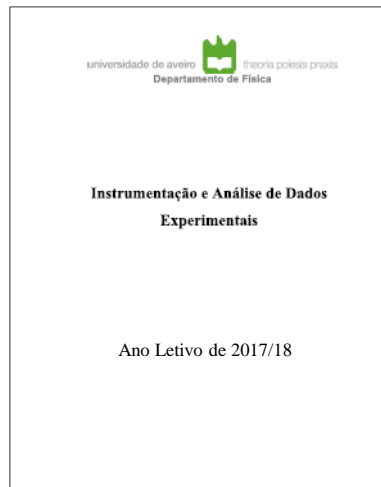 universidade de aveiro theoria poiesis praxis
Departamento de Física
Instrumentação e Análise de Dados
Experimentais
Ano Letivo de 2017/18